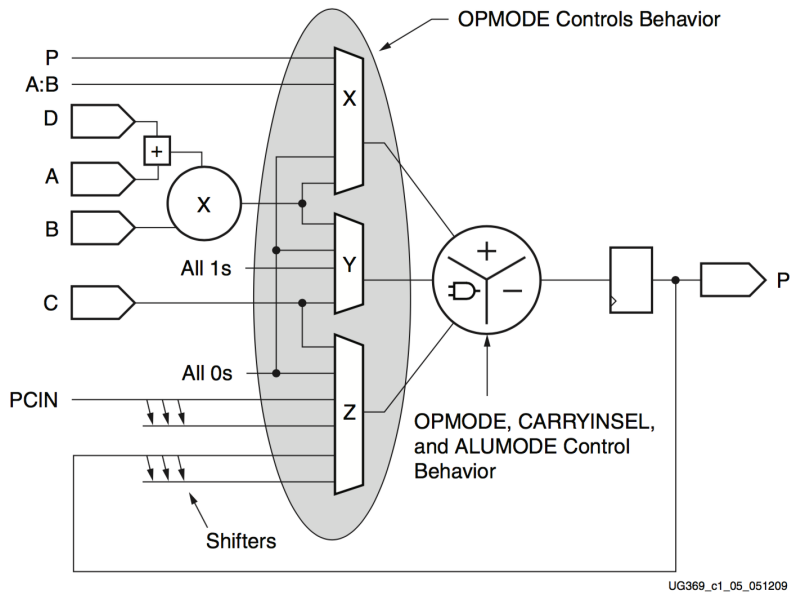 OPMODE Controls Behavior
P
A:B
X
D
+
A
X
B
All 1s
Y
+
−
P
C
All 0s
PCIN
Z
OPMODE, CARRYINSEL,
and ALUMODE Control
Behavior
Shifters
UG369_c1_05_051209